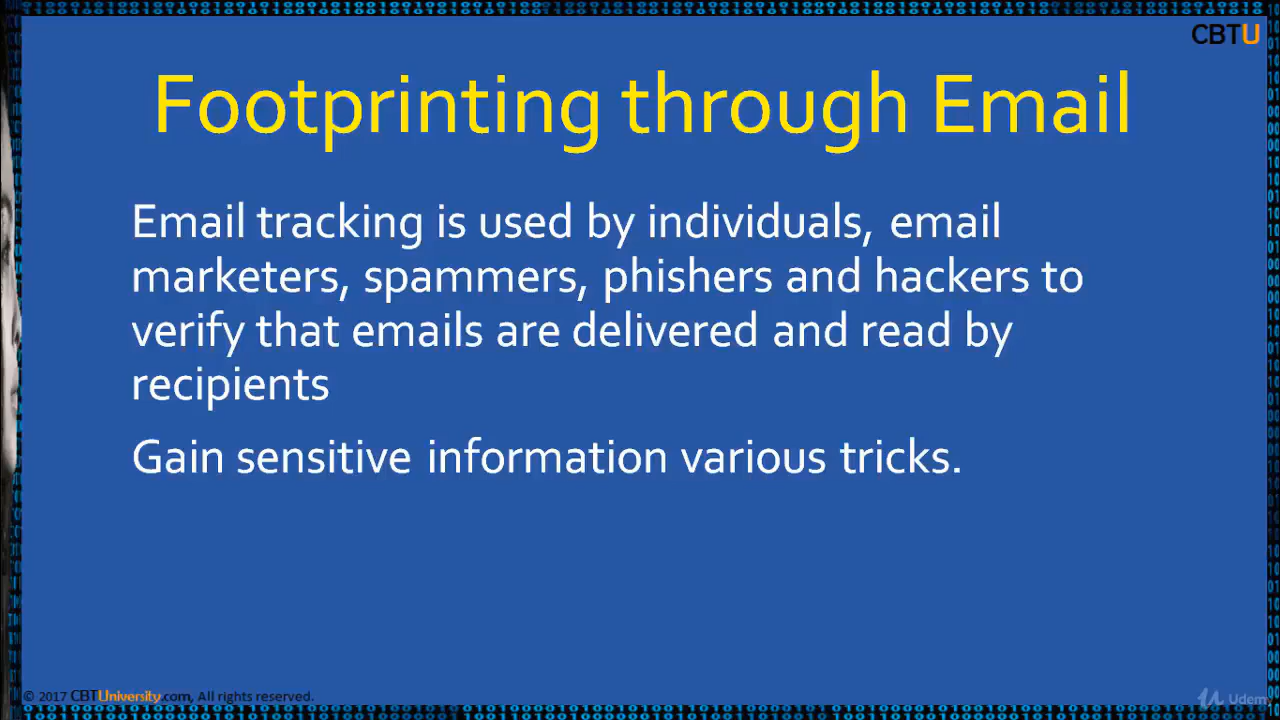 CBTU
Footprinting through Email
Email tracking is used by individuals, email
marketers, spammers, phishers and hackers to
verify that emails are delivered and read by
recipients
Gain sensitive information various tricks.
© 2017 CBTUniversity.com, All rights reserved.
Udemy